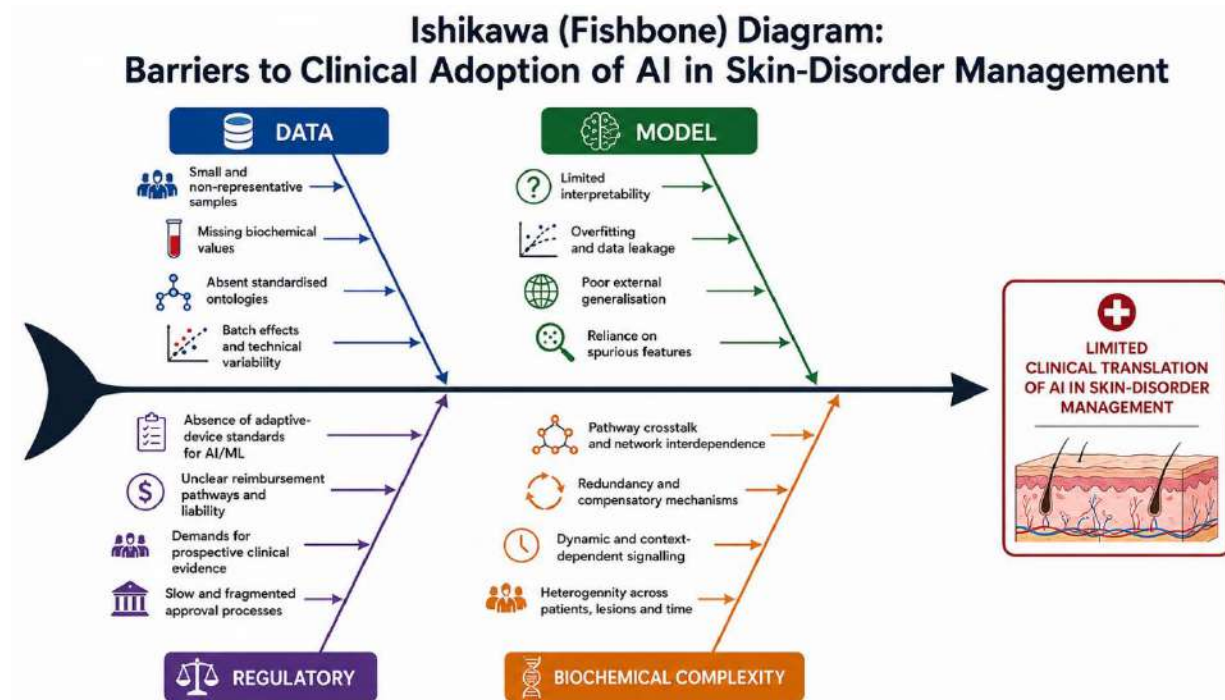 Ishikawa (Fishbone) Diagram:
Barriers to Clinical Adoption of AI in Skin-Disorder Management
DATA
Small and
non-representative
samples
Missing biochemical
values
Absent standardised
ontologies
Batch effects
and technical
variability
MODEL
?
Limited
interpretability
Overfitting
and data leakage
Poor external
generalisation
Reliance on
spurious features
LIMITED
CLINICAL TRANSLATION
OF AI IN SKIN-DISORDER
MANAGEMENT
Absence of adaptive-
device standards
for AI/ML
$
Unclear reimbursement
pathways and
liability
Demands for
prospective clinical
evidence
Slow and fragmented
approval processes
REGULATORY
Pathway crosstalk
and network interdependence
Redundancy and
compensatory mechanisms
Dynamic and context-
dependent signalling
Heterogennity across
patients, lesions and time
BIOCHEMICAL COMPLEXITY